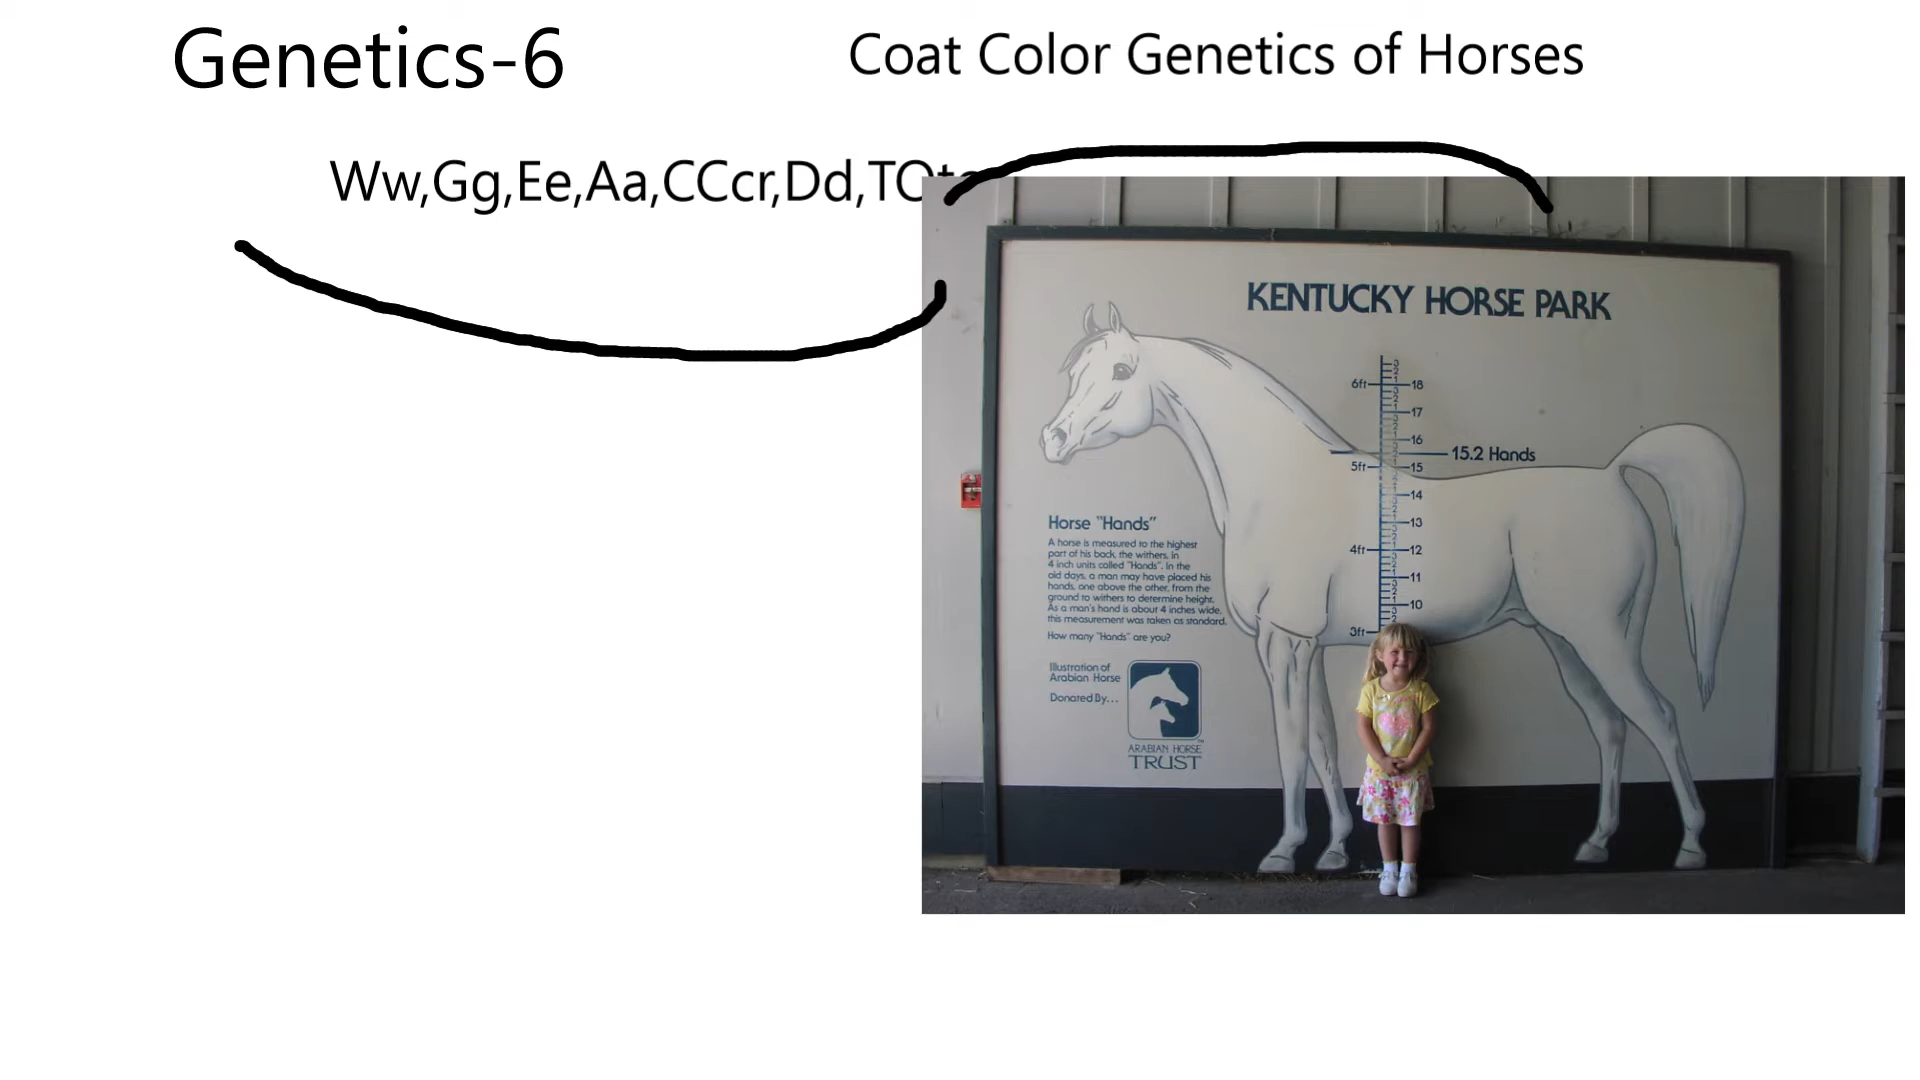 Genetics-6
Coat Color Genetics of Horses
Ww,Gg,Ee,Aa,CCcr,Dd,TO
KENTUCKY HORSE PARK
6ft
18
17
16
15.2 Hands
5ft
15
14
13
4ft
12
11
10
3ft
Horse "Hands"
A horse is measured to the highest
part of his back, the withers, in
4 inch units called "Hands". In the
old days, a man may have placed his
hands, one above the other, from the
ground to withers to determine height.
As a man's hand is about 4 inches wide,
this measurement was taken as standard.
How many "Hands" are you?
Illustration of
Arabian Horse
Donated By...
ARABIAN HORSE
TRUST